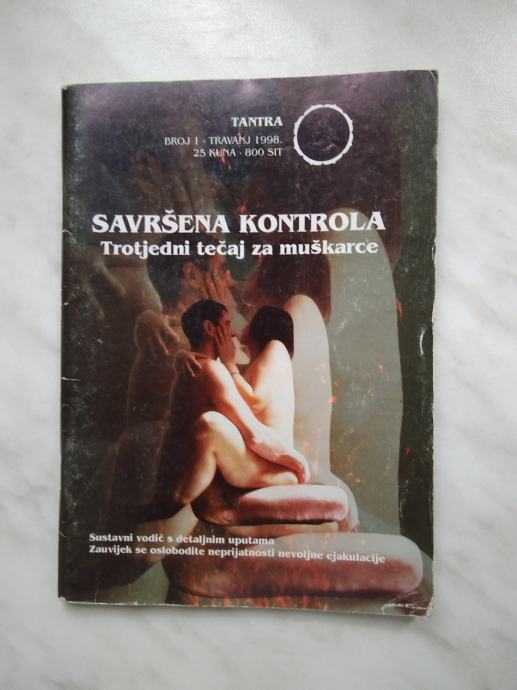 TANTRA
BROJ 1 · TRAVANJ 1998.
25 KUNA · 800 SIT
SAVRŠENA KONTROLA
Trotjedni tečaj za muškarce
Sustavni vodič s detaljnim uputama
Zauvijek se oslobodite neprijatnosti nevoljne ejakulacije